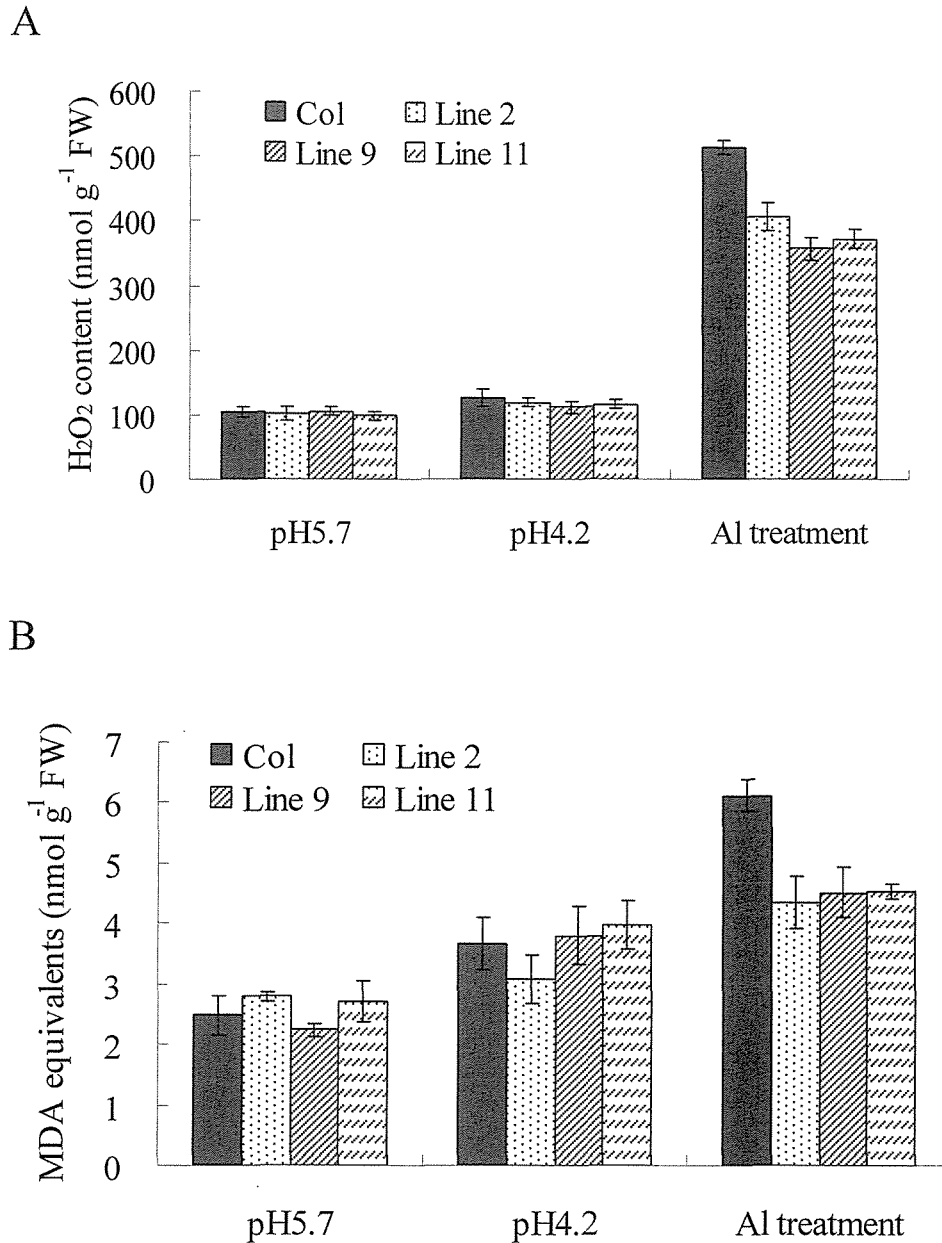 A
H₂O₂ content (nmol g⁻¹ FW)
600
500
400
300
200
100
0
Col Line 2
Line 9 Line 11
pH5.7 pH4.2 Al treatment
B
MDA equivalents (nmol g⁻¹ FW)
7
6
5
4
3
2
1
0
Col Line 2
Line 9 Line 11
pH5.7 pH4.2 Al treatment